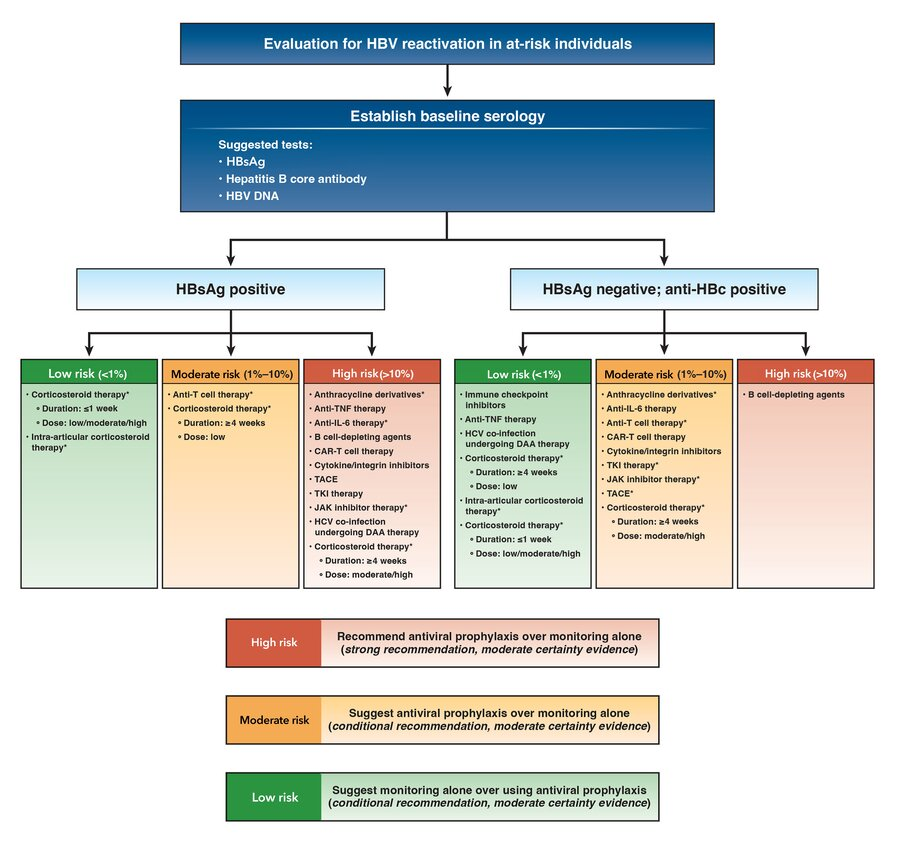 Evaluation for HBV reactivation in at-risk individuals
Establish baseline serology
Suggested tests:
• HBsAg
• Hepatitis B core antibody
• HBV DNA
HBsAg positive
HBsAg negative; anti-HBc positive
Low risk (<1%)
• Corticosteroid therapy*
∘ Duration: ≤1 week
∘ Dose: low/moderate/high
• Intra-articular corticosteroid
therapy*
Moderate risk (1%–10%)
• Anti-T cell therapy*
• Corticosteroid therapy*
∘ Duration: ≥4 weeks
∘ Dose: low
High risk (>10%)
• Anthracycline derivatives*
• Anti-TNF therapy
• Anti-IL-6 therapy*
• B cell-depleting agents
• CAR-T cell therapy
• Cytokine/integrin inhibitors
• TACE
• TKI therapy
• JAK inhibitor therapy*
• HCV co-infection
undergoing DAA therapy
• Corticosteroid therapy*
∘ Duration: ≥4 weeks
∘ Dose: moderate/high
Low risk (<1%)
• Immune checkpoint
inhibitors
• Anti-TNF therapy
• HCV co-infection
undergoing DAA therapy
• Corticosteroid therapy*
∘ Duration: ≥4 weeks
∘ Dose: low
• Intra-articular corticosteroid
therapy*
• Corticosteroid therapy*
∘ Duration: ≤1 week
∘ Dose: low/moderate/high
Moderate risk (1%–10%)
• Anthracycline derivatives*
• Anti-IL-6 therapy
• Anti-T cell therapy*
• CAR-T cell therapy
• Cytokine/integrin inhibitors
• TKI therapy*
• JAK inhibitor therapy*
• TACE*
• Corticosteroid therapy*
∘ Duration: ≥4 weeks
∘ Dose: moderate/high
High risk (>10%)
• B cell-depleting agents
High risk
Recommend antiviral prophylaxis over monitoring alone
(strong recommendation, moderate certainty evidence)
Moderate risk
Suggest antiviral prophylaxis over monitoring alone
(conditional recommendation, moderate certainty evidence)
Low risk
Suggest monitoring alone over using antiviral prophylaxis
(conditional recommendation, moderate certainty evidence)